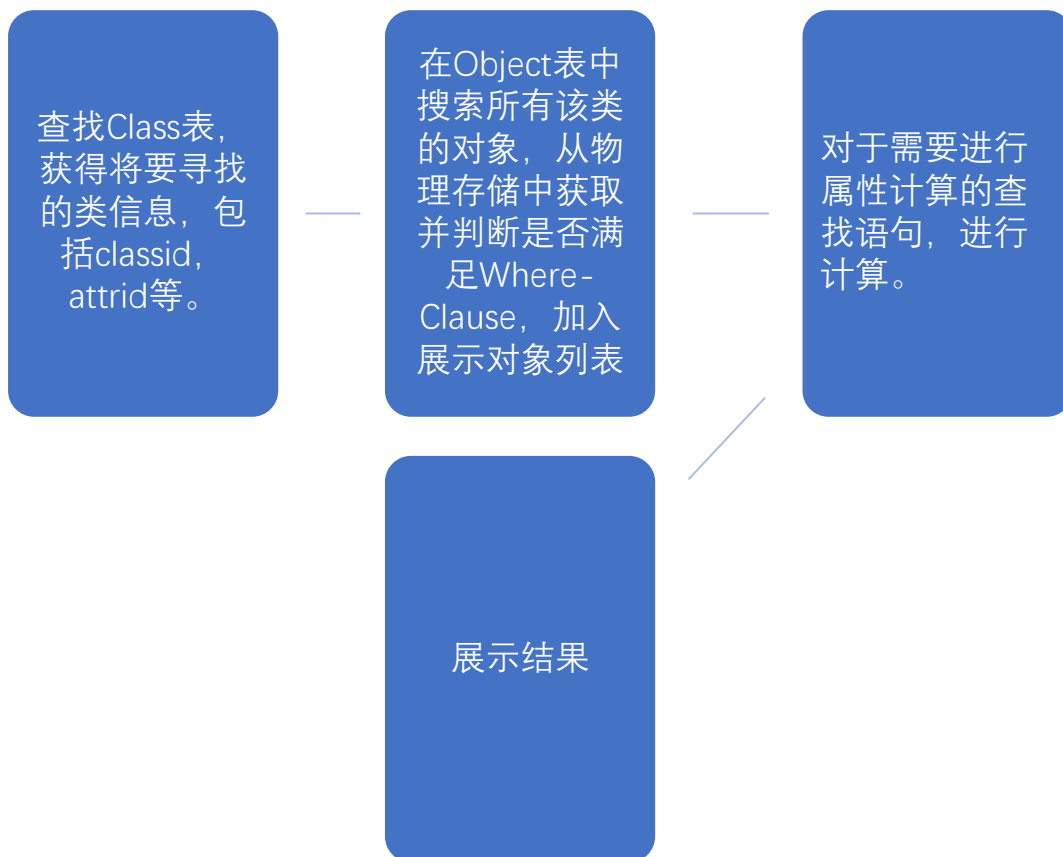 查找Class表，
获得将要寻找
的类信息，包
括classid，
attrid等。
在Object表中
搜索所有该类
的对象，从物
理存储中获取
并判断是否满
足Where-
Clause，加入
展示对象列表
对于需要进行
属性计算的查
找语句，进行
计算。
展示结果